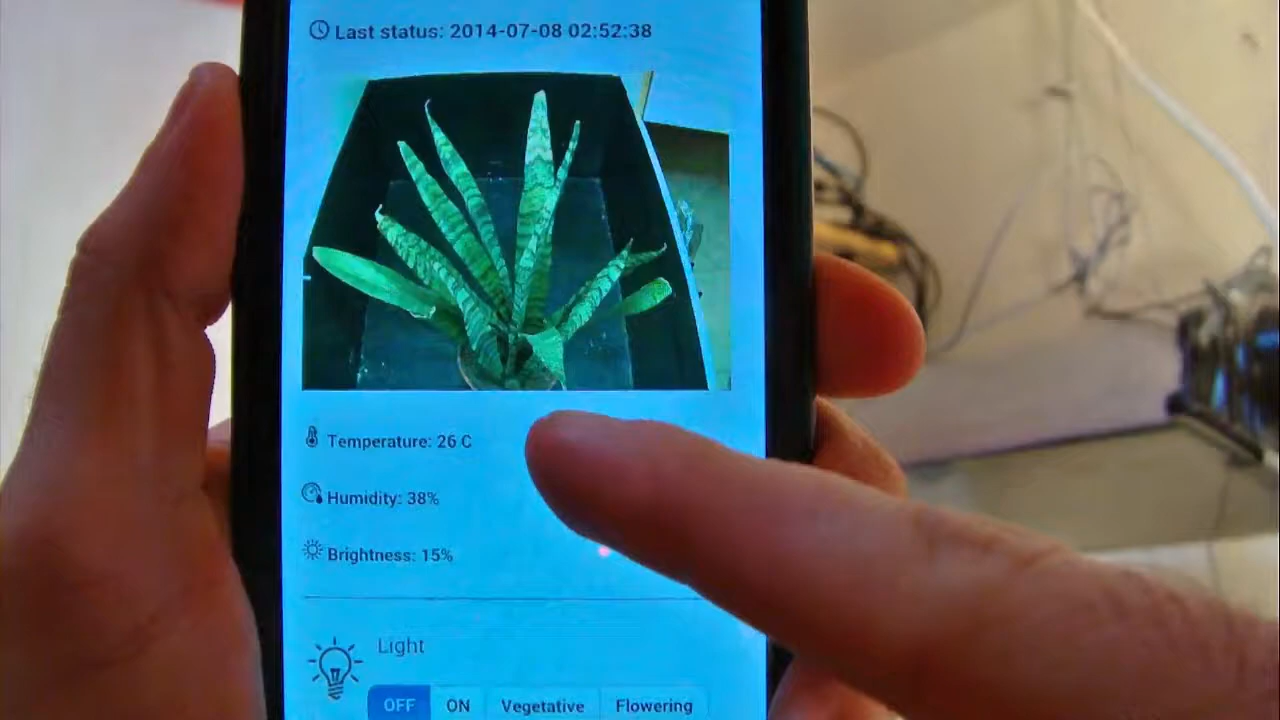 Last status: 2014-07-08 02:52:38
Temperature: 26 C
Humidity: 38%
Brightness: 15%
Light
OFF ON Vegetative Flowering